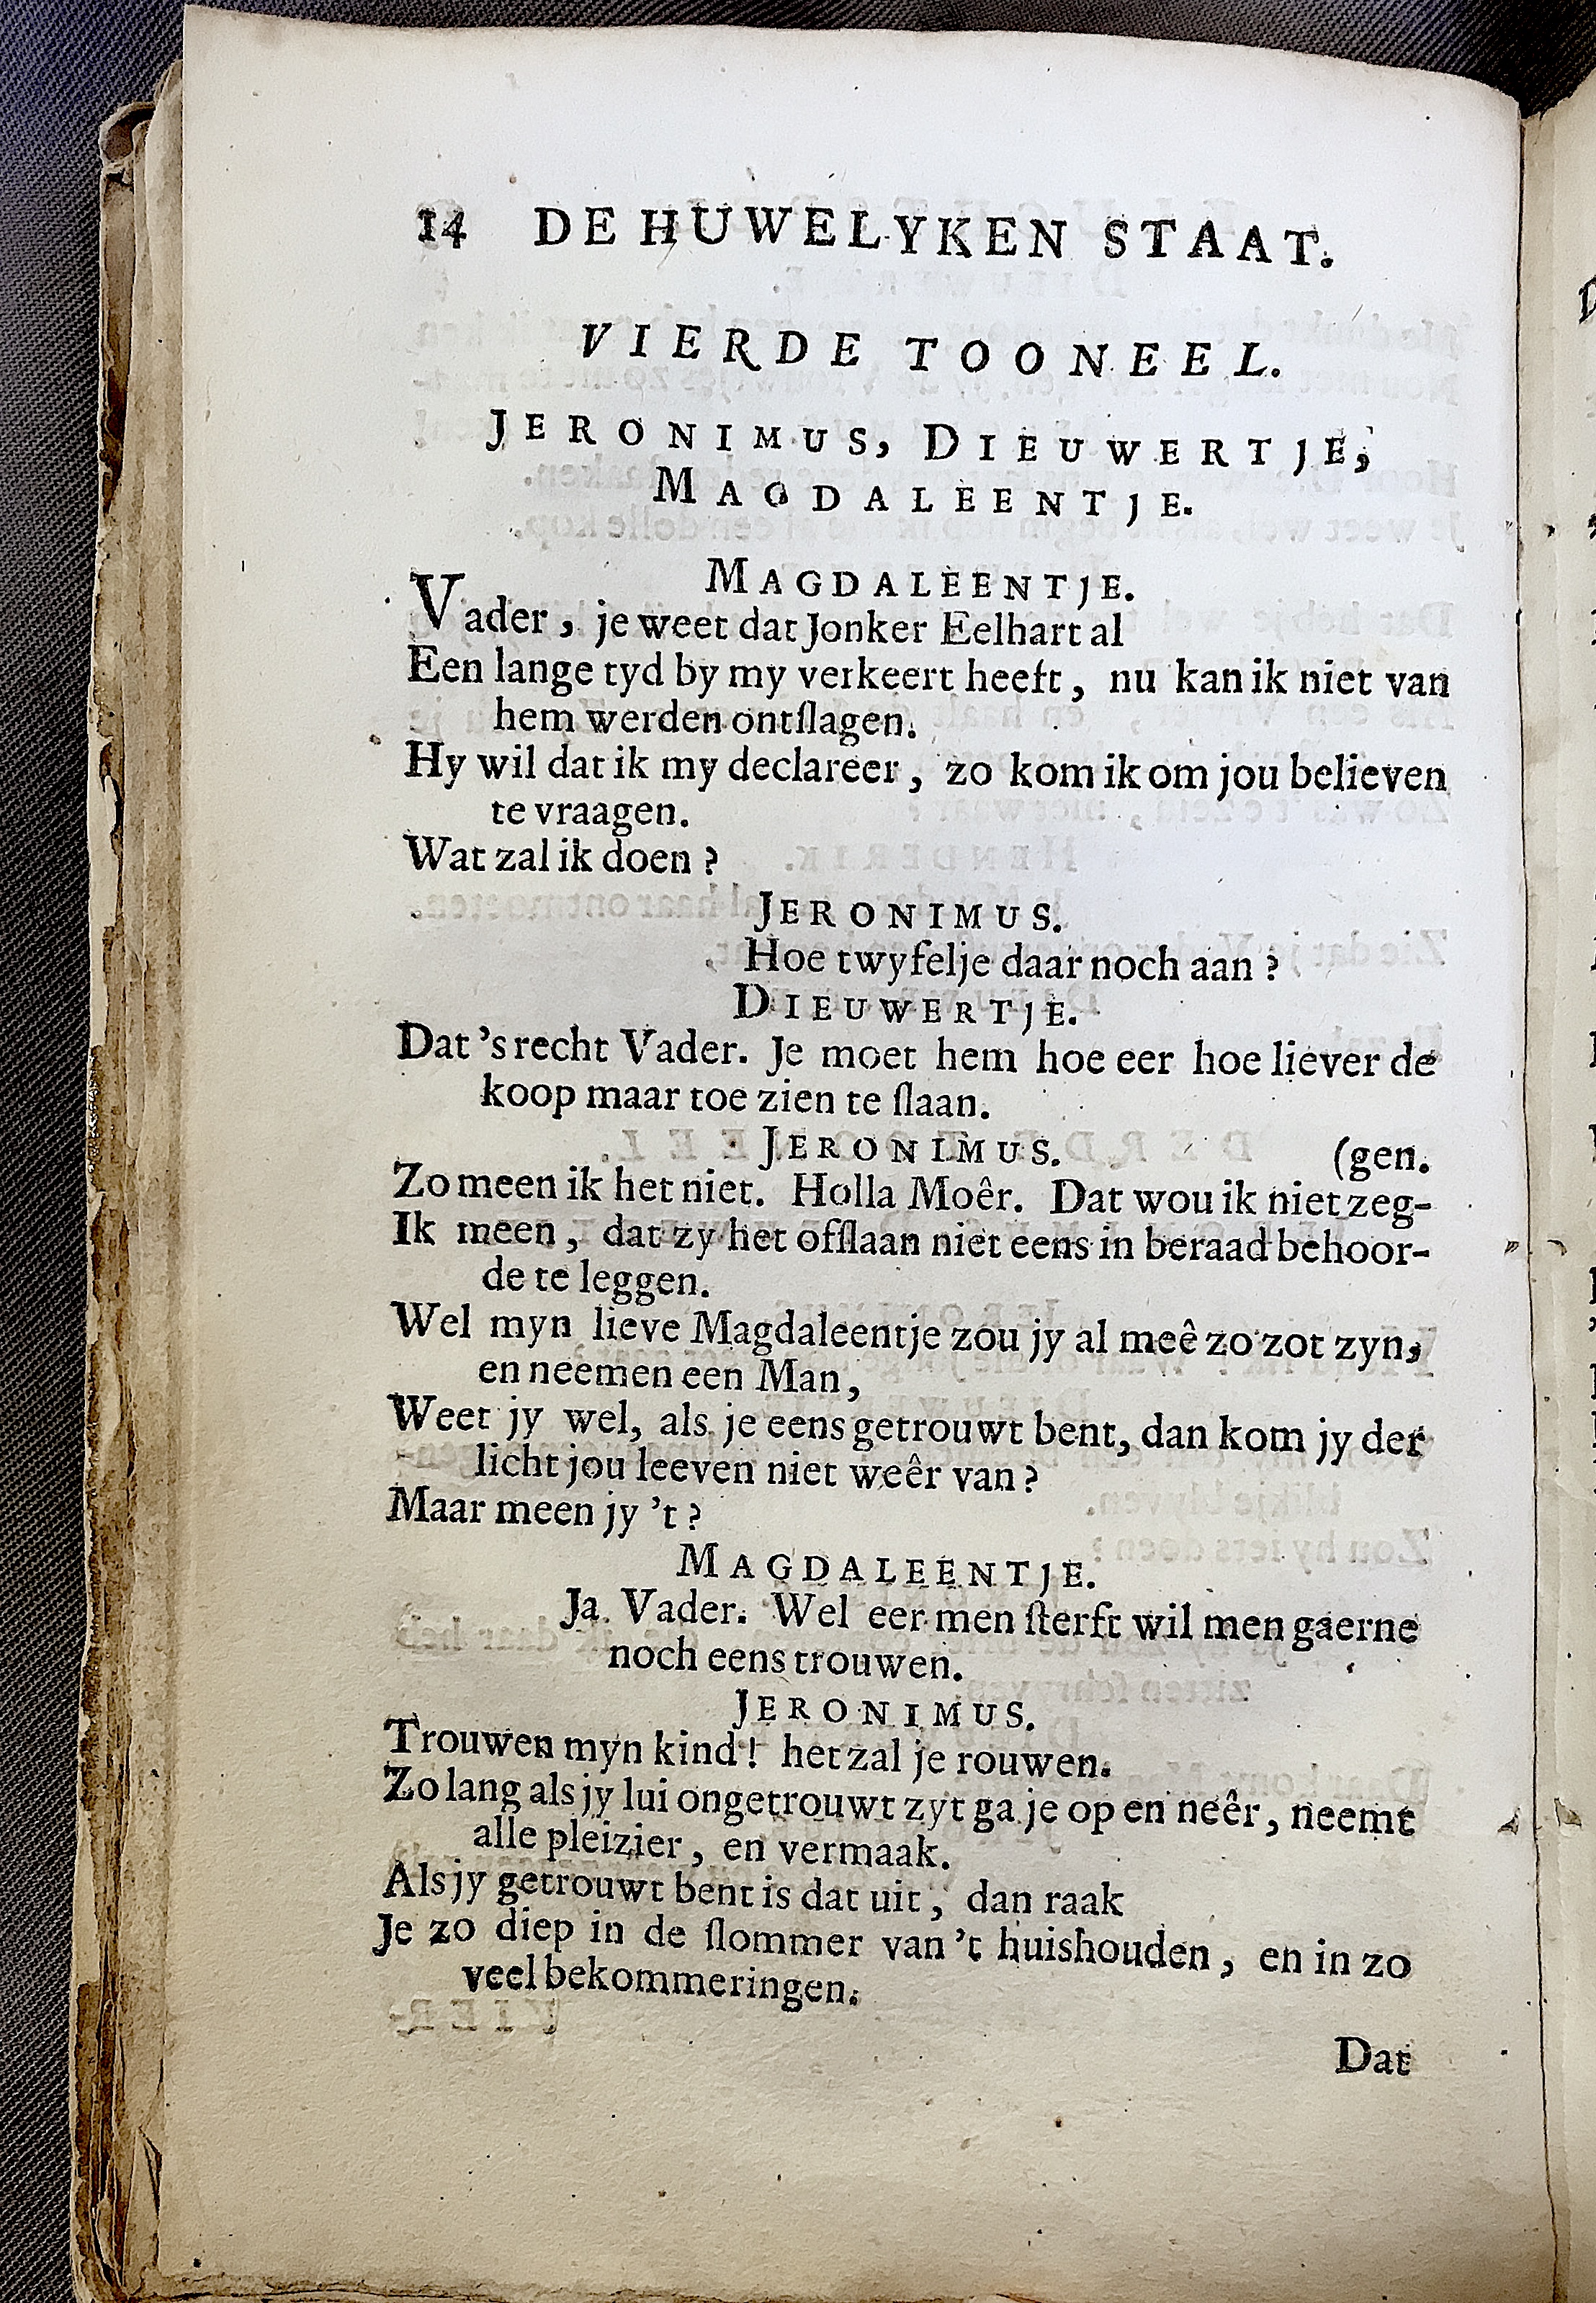 14 DE HUWELYKEN STAAT.
VIERDE TOONEEL.
JERONIMUS, DIEUWERTJE,
MAGDALEENTJE.
MAGDALEENTJE.
Vader, je weet dat Jonker Eelhart al
Een lange tyd by my verkeert heeft, nu kan ik niet van
hem werden ontſlagen.
Hy wil dat ik my declareer, zo kom ik om jou believen
te vraagen.
Wat zal ik doen?
JERONIMUS.
Hoe twyfelje daar noch aan?
DIEUWERTJE.
Dat 's recht Vader. Je moet hem hoe eer hoe liever de
koop maar toe zien te ſlaan.
JERONIMUS. (gen.
Zo meen ik het niet. Holla Moêr. Dat wou ik niet zeg-
Ik meen, dat zy het offlaan niet eens in beraad behoor-
de te leggen.
Wel myn lieve Magdaleentje zou jy al meê zo zot zyn,
en neemen een Man,
Weet jy wel, als je eens getrouwt bent, dan kom jy der
licht jou leeven niet weêr van?
Maar meen jy 't?
MAGDALEENTJE.
Ja Vader. Wel eer men ſterft wil men gaerne
noch eens trouwen.
JERONIMUS.
Trouwen myn kind! het zal je rouwen.
Zo lang als jy lui ongetrouwt zyt ga je op en neêr, neemt
alle pleizier, en vermaak.
Als jy getrouwt bent is dat uit, dan raak
Je zo diep in de ſlommer van 't huishouden, en in zo
veel bekommeringen.
Dat